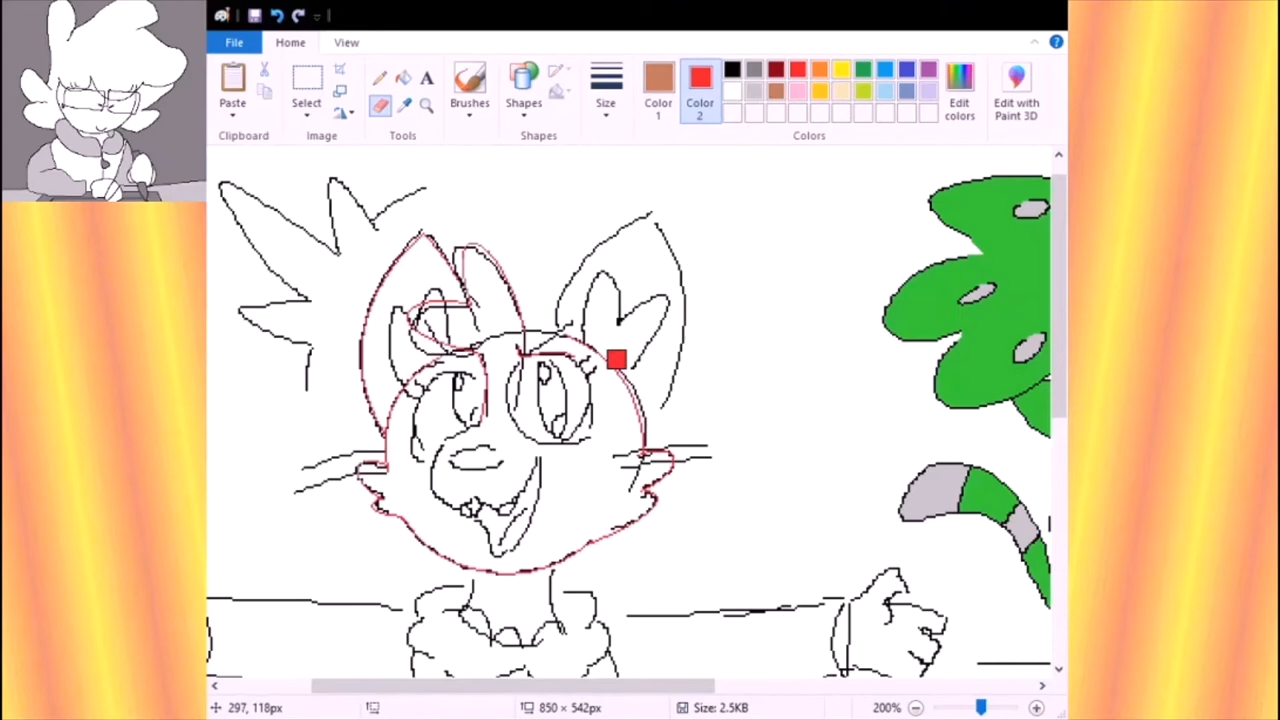 File Home View
Paste Select Brushes Shapes Size Color 1 Color 2 Edit colors Edit with Paint 3D
Clipboard Image Tools Shapes Colors
A
297, 118px 850 × 542px Size: 2.5KB 200%